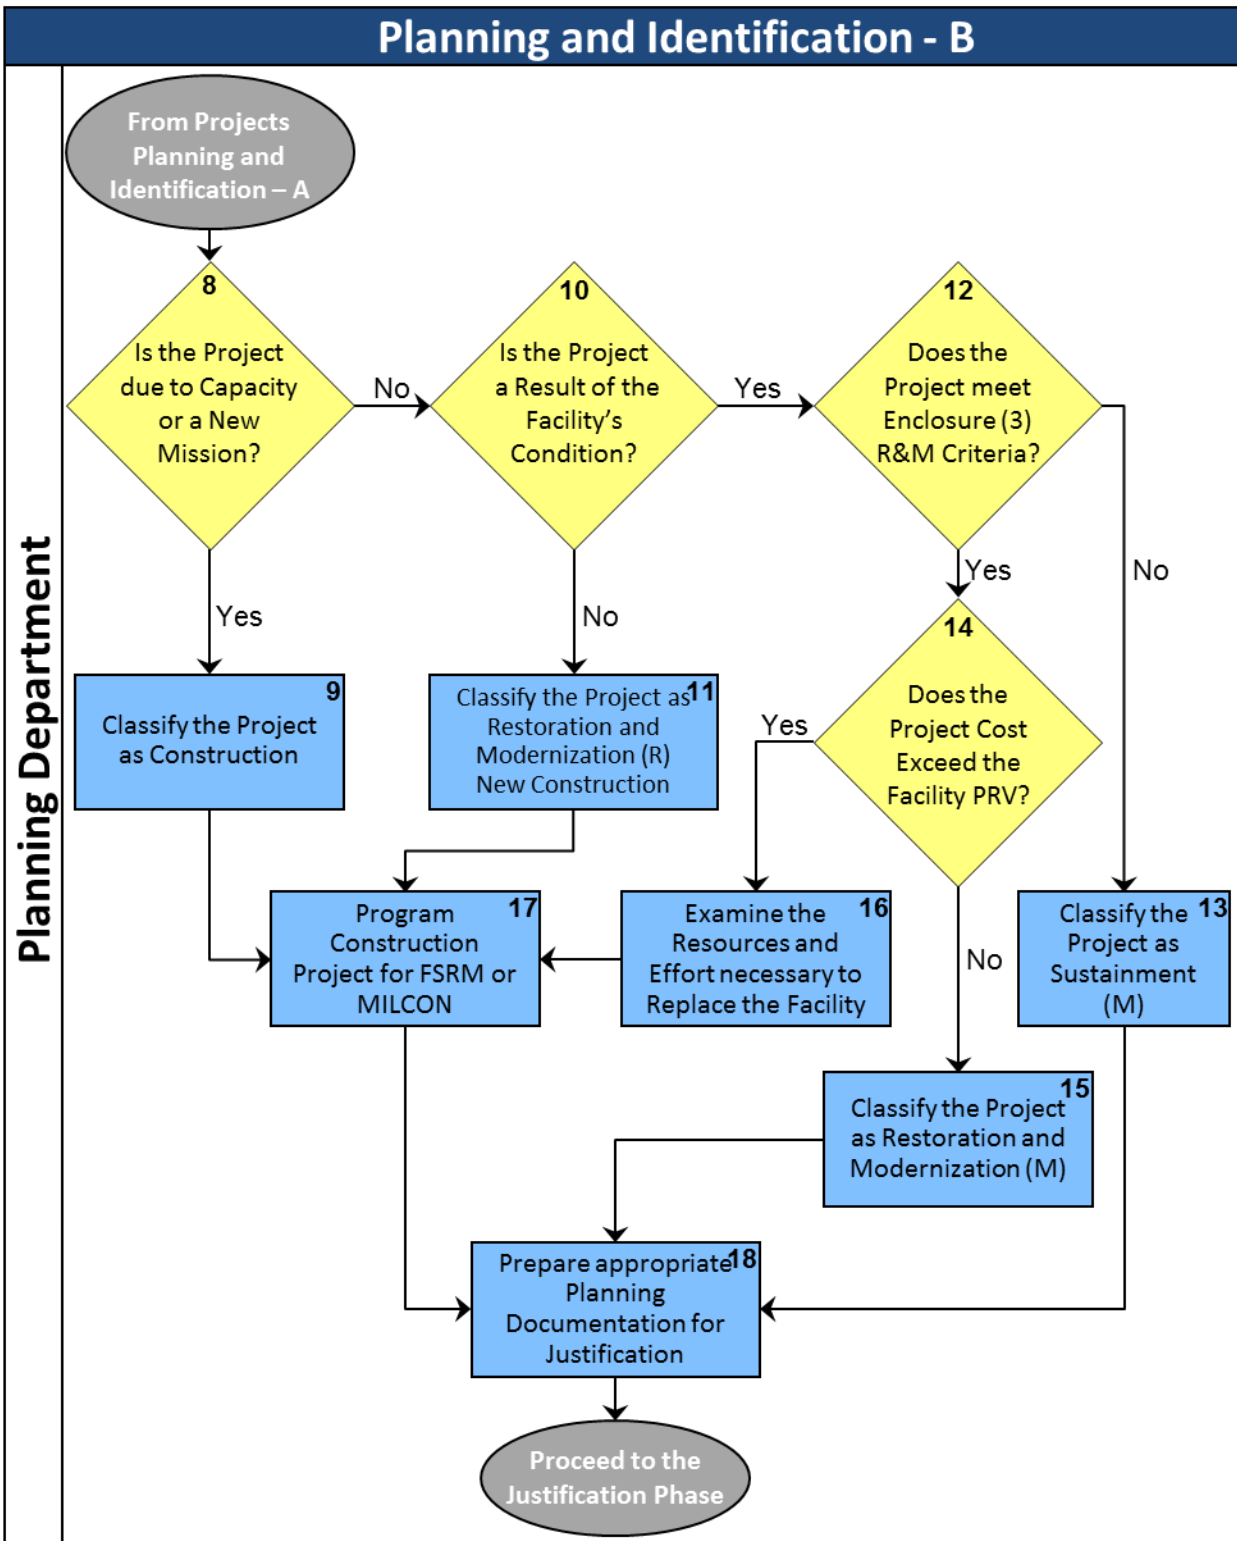 Planning and Identification - B
Planning Department
From Projects
Planning and
Identification – A
8
Is the Project
due to Capacity
or a New
Mission?
No
Yes
10
Is the Project
a Result of the
Facility's
Condition?
Yes
No
12
Does the
Project meet
Enclosure (3)
R&M Criteria?
Yes
No
9
Classify the Project
as Construction
11
Classify the Project as
Restoration and
Modernization (R)
New Construction
14
Does the
Project Cost
Exceed the
Facility PRV?
Yes
No
17
Program
Construction
Project for FSRM or
MILCON
16
Examine the
Resources and
Effort necessary to
Replace the Facility
13
Classify the
Project as
Sustainment
(M)
15
Classify the Project
as Restoration and
Modernization (M)
18
Prepare appropriate
Planning
Documentation for
Justification
Proceed to the
Justification Phase